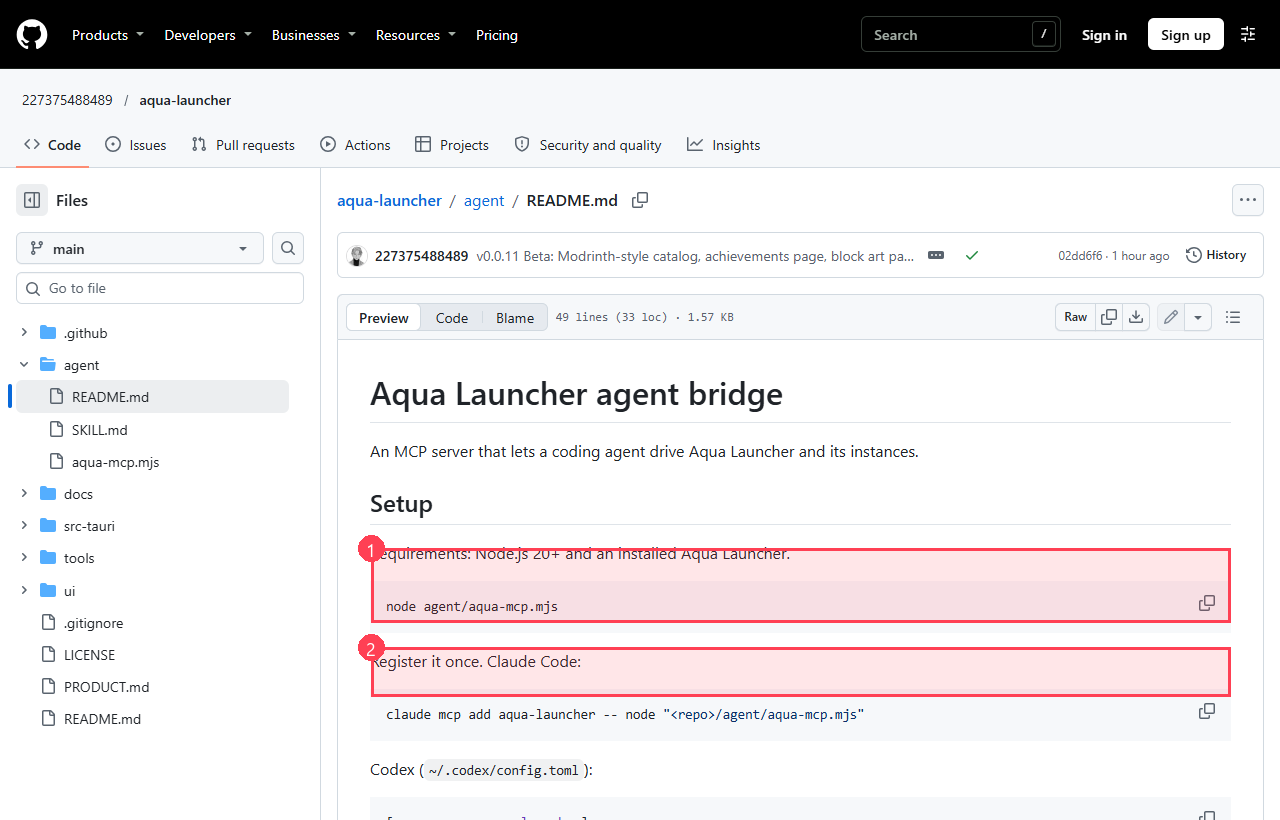 Products Developers Businesses Resources Pricing Search / Sign in Sign up
227375488489 / aqua-launcher
Code Issues Pull requests Actions Projects Security and quality Insights
Files
main
Go to file
.github
agent
README.md
SKILL.md
aqua-mcp.mjs
docs
src-tauri
tools
ui
.gitignore
LICENSE
PRODUCT.md
README.md
aqua-launcher / agent / README.md
227375488489 v0.0.11 Beta: Modrinth-style catalog, achievements page, block art pa... 02dd6f6 · 1 hour ago History
Preview Code Blame 49 lines (33 loc) · 1.57 KB Raw
Aqua Launcher agent bridge
An MCP server that lets a coding agent drive Aqua Launcher and its instances.
Setup
1
Requirements: Node.js 20+ and an installed Aqua Launcher.
node agent/aqua-mcp.mjs
2
Register it once. Claude Code:
claude mcp add aqua-launcher -- node "<repo>/agent/aqua-mcp.mjs"
Codex (~/.codex/config.toml):